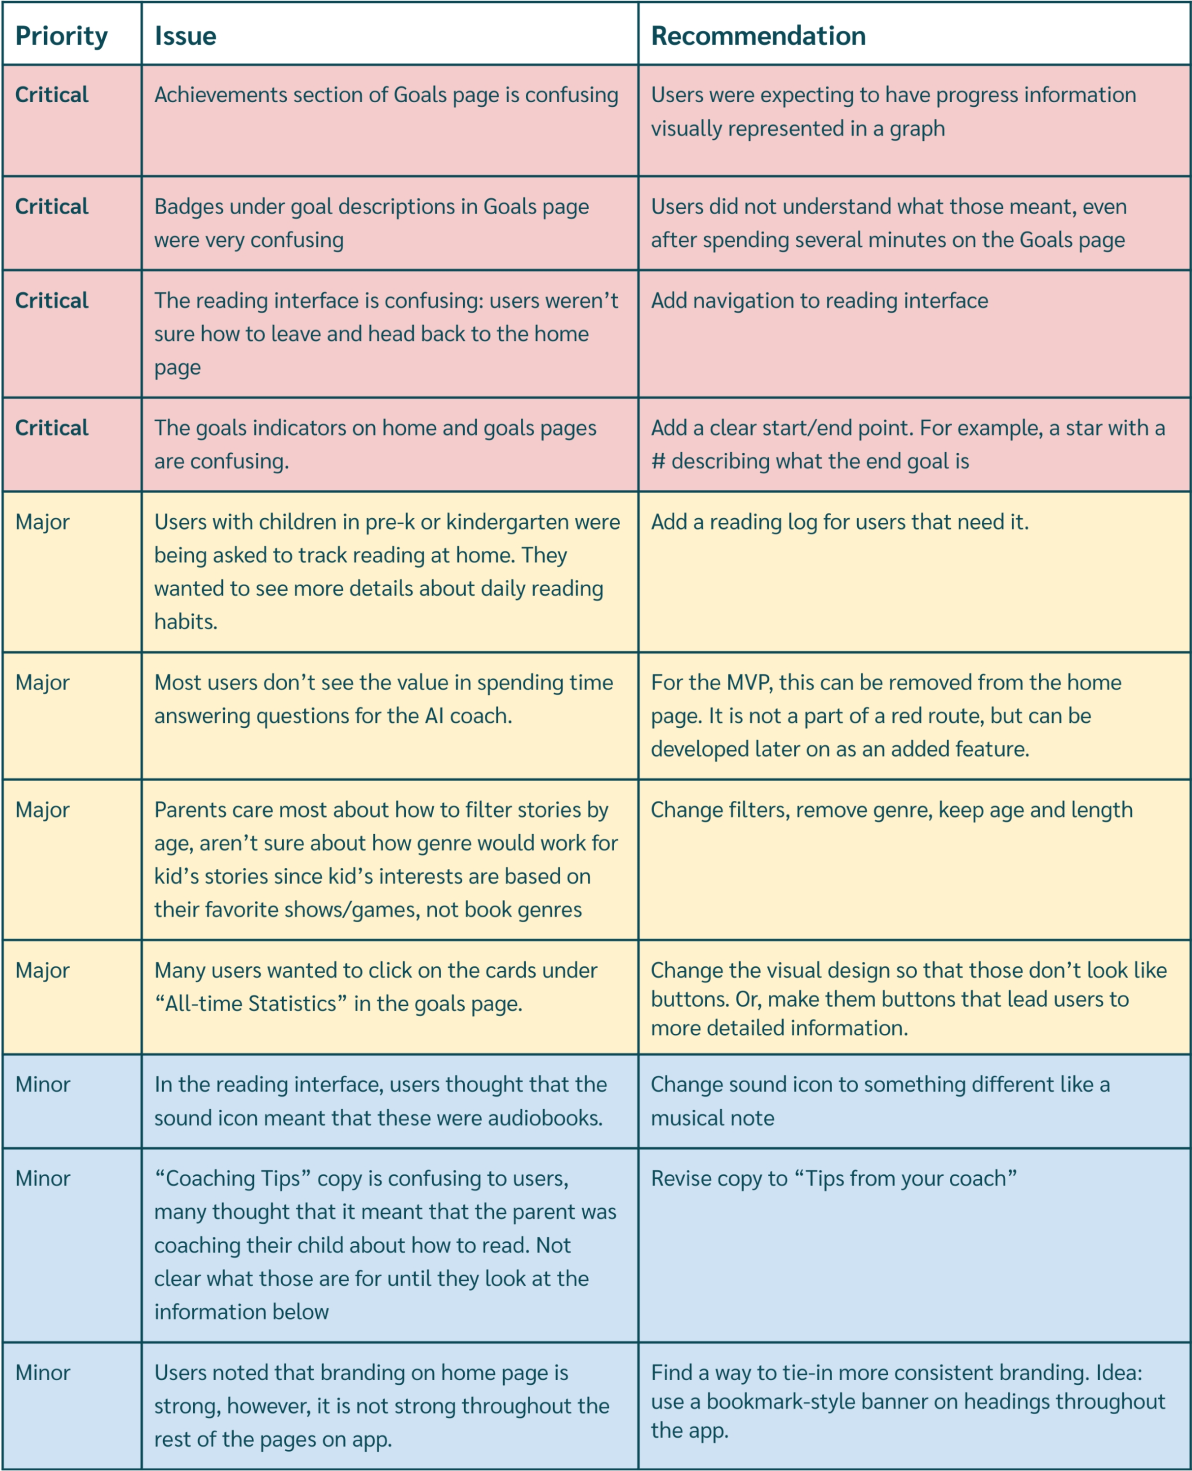 Priority
Issue
Recommendation
Critical
Achievements section of Goals page is confusing
Users were expecting to have progress information
visually represented in a graph
Critical
Badges under goal descriptions in Goals page
were very confusing
Users did not understand what those meant, even
after spending several minutes on the Goals page
Critical
The reading interface is confusing: users weren’t
sure how to leave and head back to the home
page
Add navigation to reading interface
Critical
The goals indicators on home and goals pages
are confusing.
Add a clear start/end point. For example, a star with a
# describing what the end goal is
Major
Users with children in pre-k or kindergarten were
being asked to track reading at home. They
wanted to see more details about daily reading
habits.
Add a reading log for users that need it.
Major
Most users don’t see the value in spending time
answering questions for the AI coach.
For the MVP, this can be removed from the home
page. It is not a part of a red route, but can be
developed later on as an added feature.
Major
Parents care most about how to filter stories by
age, aren’t sure about how genre would work for
kid’s stories since kid’s interests are based on
their favorite shows/games, not book genres
Change filters, remove genre, keep age and length
Major
Many users wanted to click on the cards under
“All-time Statistics” in the goals page.
Change the visual design so that those don’t look like
buttons. Or, make them buttons that lead users to
more detailed information.
Minor
In the reading interface, users thought that the
sound icon meant that these were audiobooks.
Change sound icon to something different like a
musical note
Minor
“Coaching Tips” copy is confusing to users,
many thought that it meant that the parent was
coaching their child about how to read. Not
clear what those are for until they look at the
information below
Revise copy to “Tips from your coach”
Minor
Users noted that branding on home page is
strong, however, it is not strong throughout the
rest of the pages on app.
Find a way to tie-in more consistent branding. Idea:
use a bookmark-style banner on headings throughout
the app.